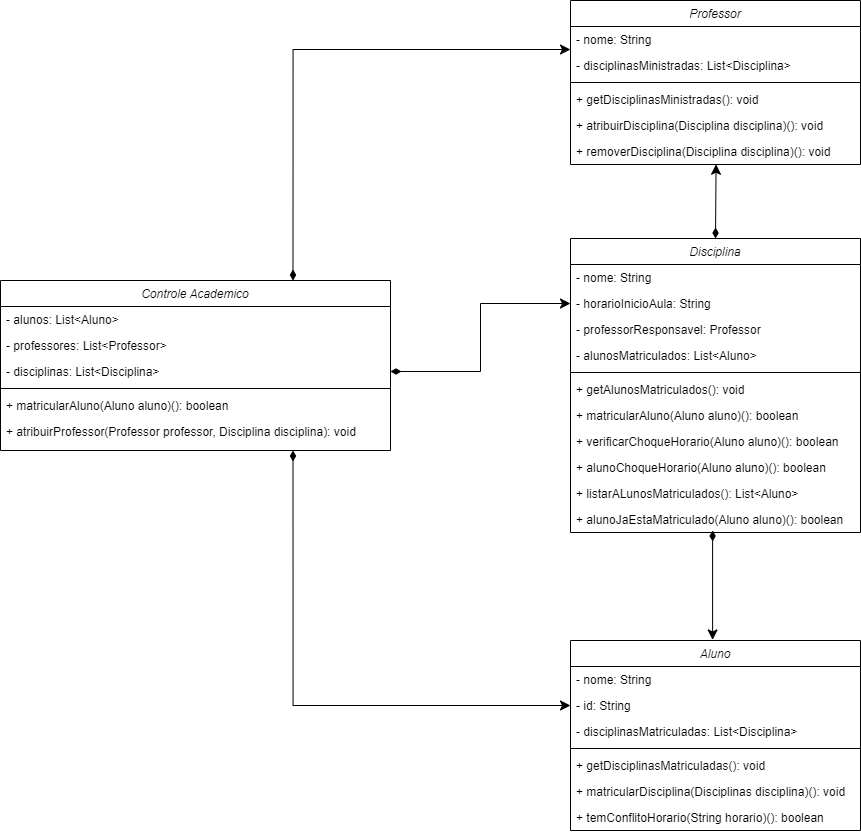 Professor
- nome: String
- disciplinasMinistradas: List<Disciplina>
+ getDisciplinasMinistradas(): void
+ atribuirDisciplina(Disciplina disciplina)(): void
+ removerDisciplina(Disciplina disciplina)(): void
Controle Academico
- alunos: List<Aluno>
- professores: List<Professor>
- disciplinas: List<Disciplina>
+ matricularAluno(Aluno aluno)(): boolean
+ atribuirProfessor(Professor professor, Disciplina disciplina): void
Disciplina
- nome: String
- horarioInicioAula: String
- professorResponsavel: Professor
- alunosMatriculados: List<Aluno>
+ getAlunosMatriculados(): void
+ matricularAluno(Aluno aluno)(): boolean
+ verificarChoqueHorario(Aluno aluno)(): boolean
+ alunoChoqueHorario(Aluno aluno)(): boolean
+ listarALunosMatriculados(): List<Aluno>
+ alunoJaEstaMatriculado(Aluno aluno)(): boolean
Aluno
- nome: String
- id: String
- disciplinasMatriculadas: List<Disciplina>
+ getDisciplinasMatriculadas(): void
+ matricularDisciplina(Disciplinas disciplina)(): void
+ temConflitoHorario(String horario)(): boolean